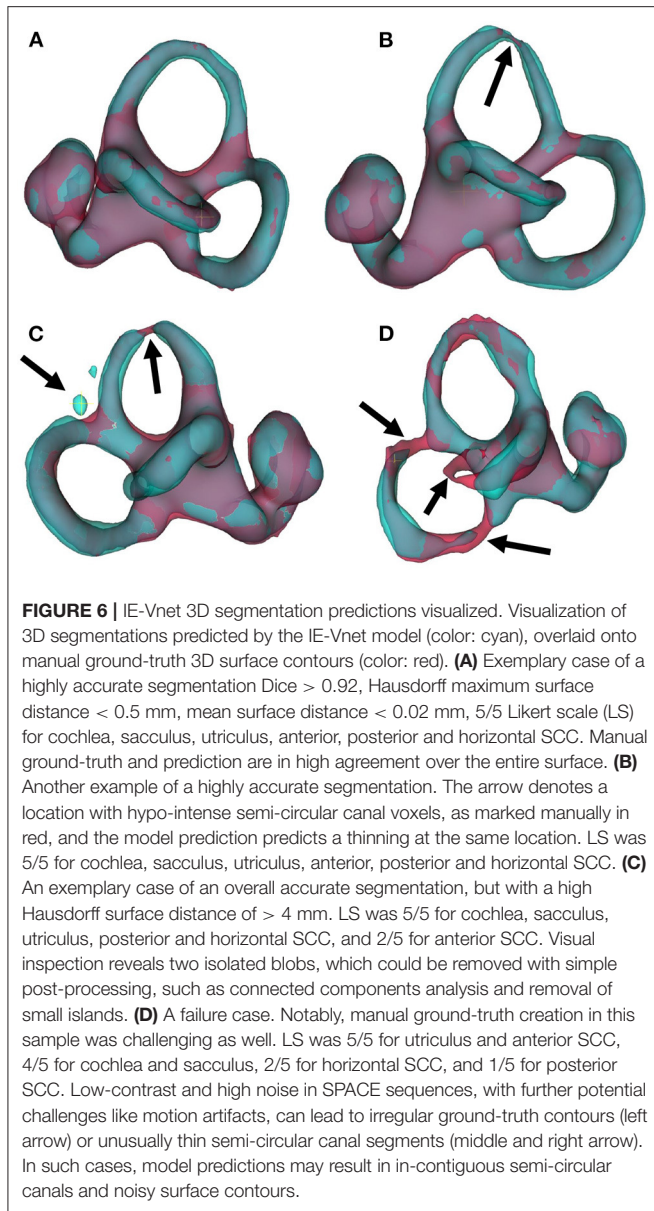 A
B
C
D
FIGURE 6 | IE-Vnet 3D segmentation predictions visualized. Visualization of
3D segmentations predicted by the IE-Vnet model (color: cyan), overlaid onto
manual ground-truth 3D surface contours (color: red). (A) Exemplary case of a
highly accurate segmentation Dice > 0.92, Hausdorff maximum surface
distance < 0.5 mm, mean surface distance < 0.02 mm, 5/5 Likert scale (LS)
for cochlea, sacculus, utriculus, anterior, posterior and horizontal SCC. Manual
ground-truth and prediction are in high agreement over the entire surface. (B)
Another example of a highly accurate segmentation. The arrow denotes a
location with hypo-intense semi-circular canal voxels, as marked manually in
red, and the model prediction predicts a thinning at the same location. LS was
5/5 for cochlea, sacculus, utriculus, anterior, posterior and horizontal SCC. (C)
An exemplary case of an overall accurate segmentation, but with a high
Hausdorff surface distance of > 4 mm. LS was 5/5 for cochlea, sacculus,
utriculus, posterior and horizontal SCC, and 2/5 for anterior SCC. Visual
inspection reveals two isolated blobs, which could be removed with simple
post-processing, such as connected components analysis and removal of
small islands. (D) A failure case. Notably, manual ground-truth creation in this
sample was challenging as well. LS was 5/5 for utriculus and anterior SCC,
4/5 for cochlea and sacculus, 2/5 for horizontal SCC, and 1/5 for posterior
SCC. Low-contrast and high noise in SPACE sequences, with further potential
challenges like motion artifacts, can lead to irregular ground-truth contours (left
arrow) or unusually thin semi-circular canal segments (middle and right arrow).
In such cases, model predictions may result in in-contiguous semi-circular
canals and noisy surface contours.